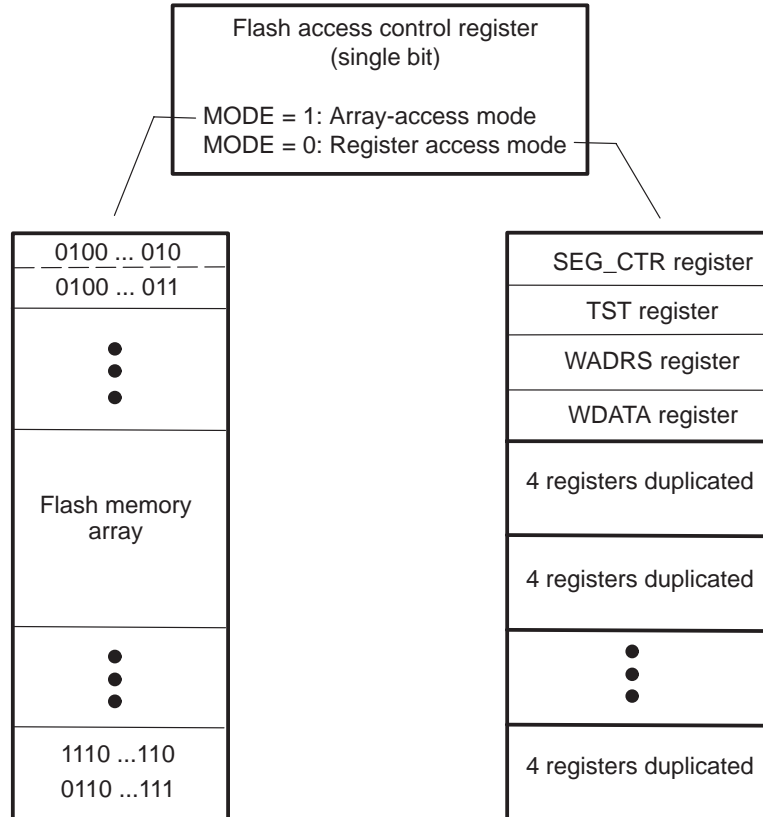 Flash access control register
(single bit)
MODE = 1: Array-access mode
MODE = 0: Register access mode
0100 ... 010
0100 ... 011
Flash memory
array
1110 ...110
0110 ...111
SEG_CTR register
TST register
WADRS register
WDATA register
4 registers duplicated
4 registers duplicated
4 registers duplicated